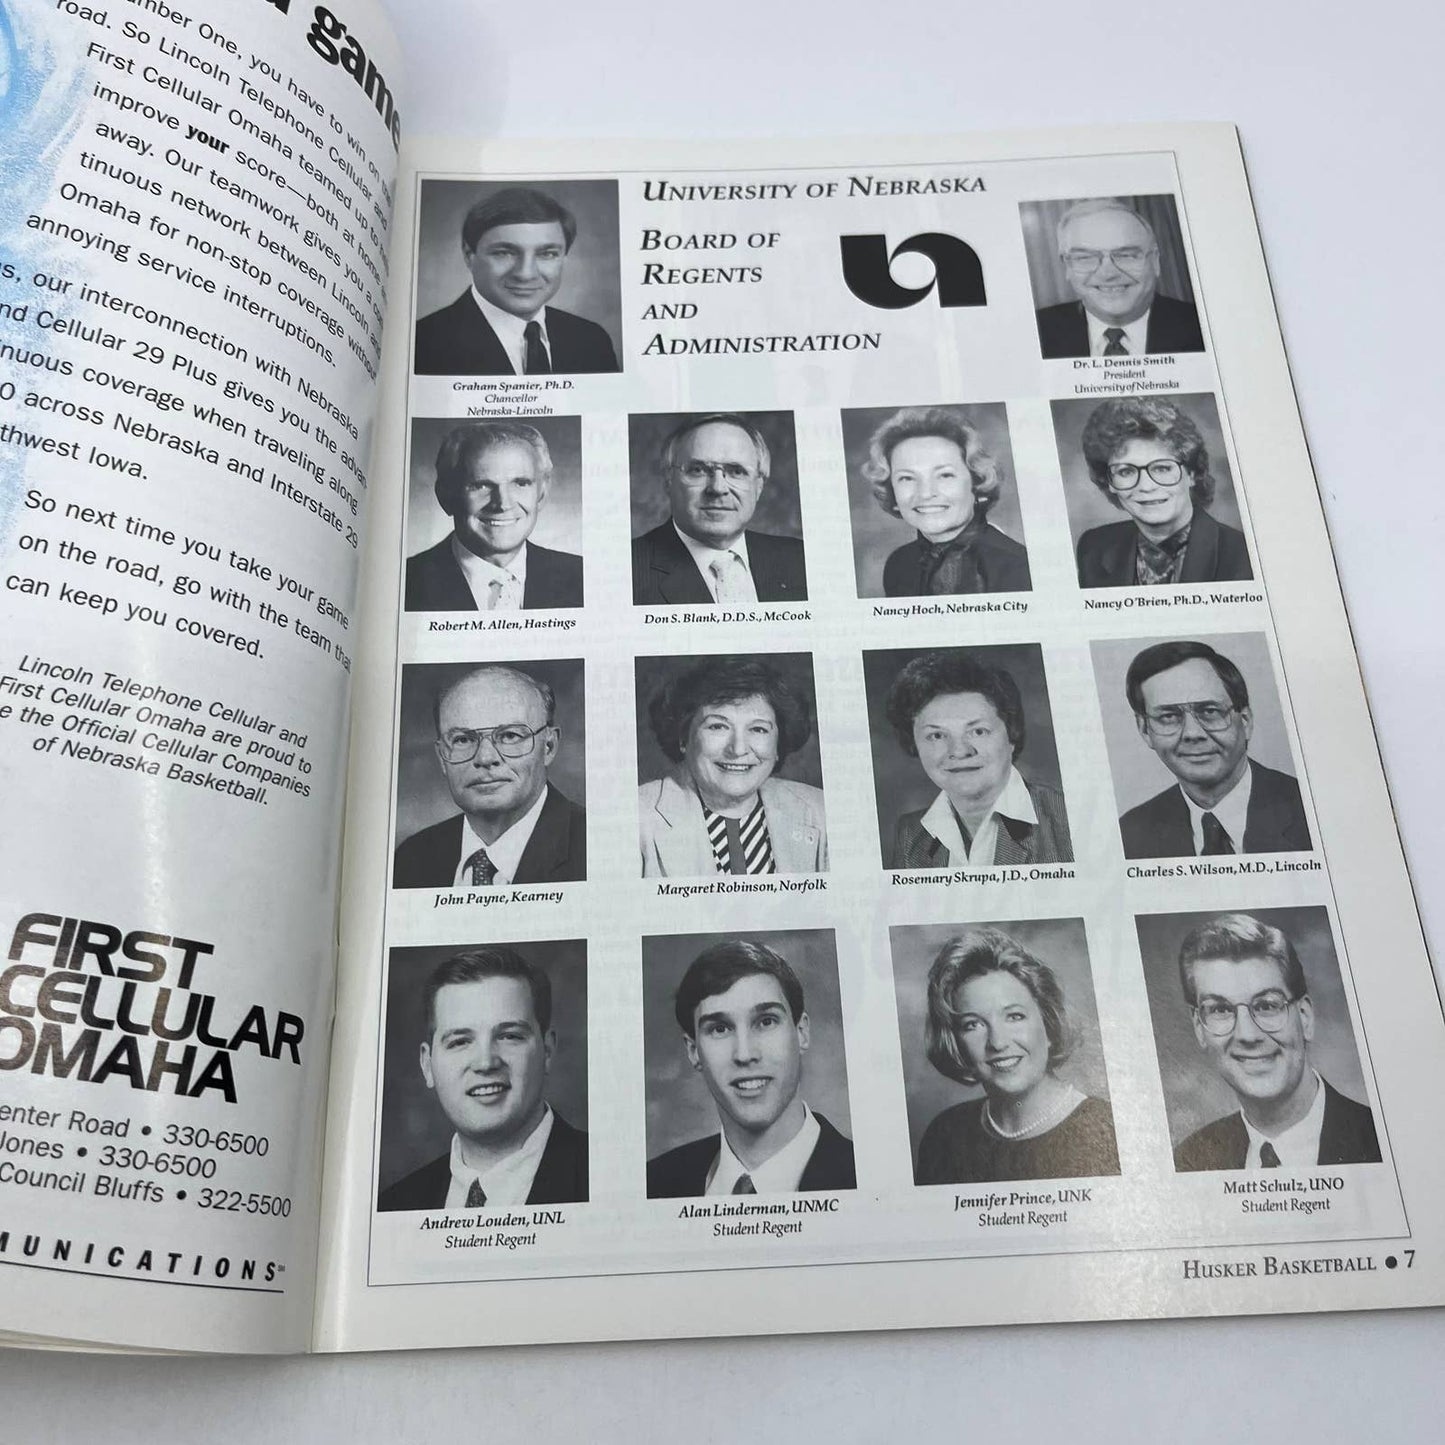 game
Number One, you have to win on the
road. So Lincoln Telephone Cellular and
First Cellular Omaha teamed up to
improve your score—both at home
away. Our teamwork gives you a
tinuous network between Lincoln and
Omaha for non-stop coverage without
annoying service interruptions.
our interconnection with Nebraska
Cellular 29 Plus gives you the advan-
coverage when traveling along
across Nebraska and Interstate 29
Iowa.
So next time you take your game
on the road, go with the team that
can keep you covered.
Lincoln Telephone Cellular and
First Cellular Omaha are proud to
the Official Cellular Companies
of Nebraska Basketball.
FIRST
CELLULAR
OMAHA
Road • 330-6500
Jones • 330-6500
Council Bluffs • 322-5500
UNIVERSITY OF NEBRASKA
BOARD OF
REGENTS
AND
ADMINISTRATION
Graham Spanier, Ph.D.
Chancellor
Nebraska-Lincoln
Dr. L. Dennis Smith
President
University of Nebraska
Robert M. Allen, Hastings
Don S. Blank, D.D.S., McCook
Nancy Hoch, Nebraska City
Nancy O'Brien, Ph.D., Waterloo
John Payne, Kearney
Margaret Robinson, Norfolk
Rosemary Skrupa, J.D., Omaha
Charles S. Wilson, M.D., Lincoln
Andrew Louden, UNL
Student Regent
Alan Linderman, UNMC
Student Regent
Jennifer Prince, UNK
Student Regent
Matt Schulz, UNO
Student Regent
HUSKER BASKETBALL • 7